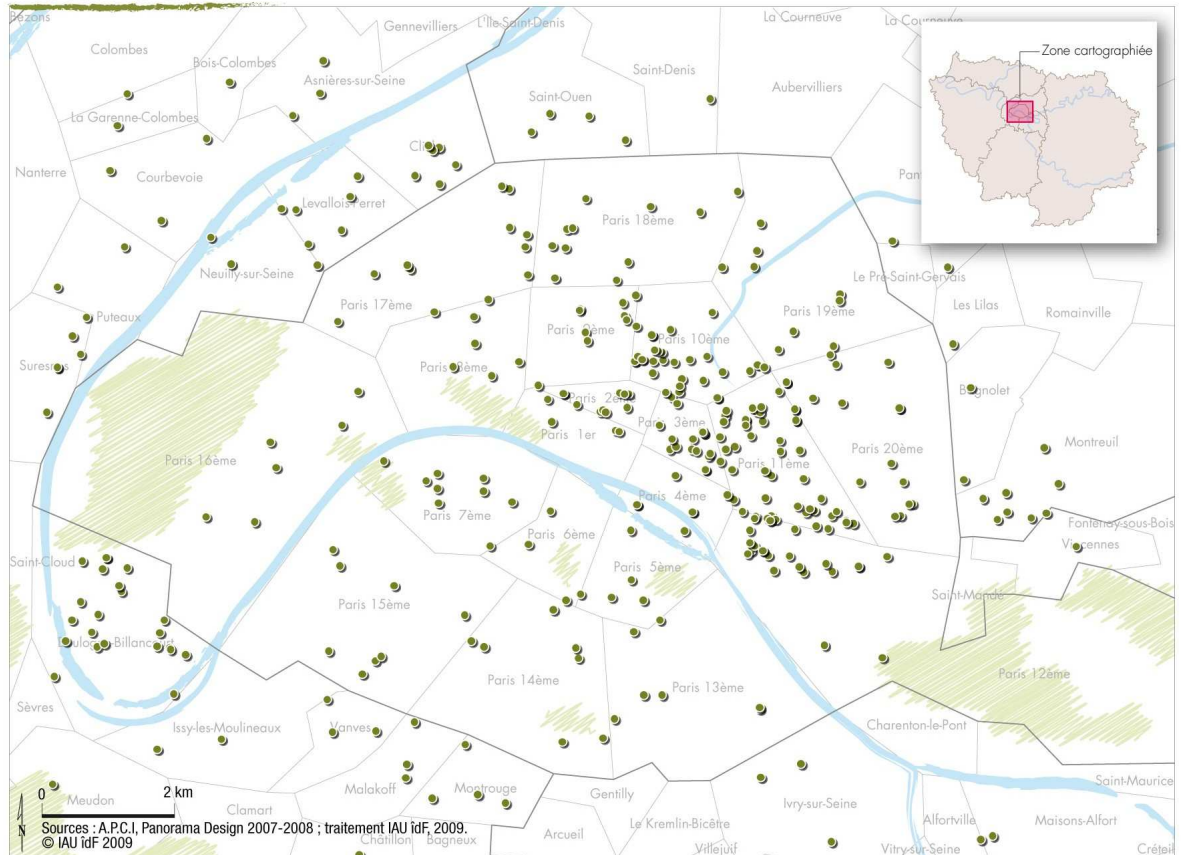 Bezons
Colombes
Bois-Colombes
Gennevilliers
L'Ile-Saint-Denis
La Courneuve
La Courneuve
Zone cartographiée
Asnières-sur-Seine
Saint-Denis
Aubervilliers
La Garenne-Colombes
Saint-Ouen
Nanterre
Courbevoie
Levallois-Perret
Paris 18ème
Neuilly-sur-Seine
Le Pré-Saint-Gervais
Paris 17ème
Les Lilas
Romainville
Puteaux
Paris 19ème
Paris 10ème
Suresnes
Paris 8ème
Bagnolet
Paris 2ème
Paris 3ème
Paris 1er
Montreuil
Paris 16ème
Paris 11ème
Paris 20ème
Paris 4ème
Paris 7ème
Fontenay-sous-Bois
Paris 6ème
Vincennes
Saint-Cloud
Paris 5ème
Saint-Mandé
Paris 15ème
Boulogne-Billancourt
Paris 12ème
Paris 14ème
Paris 13ème
Sèvres
Issy-les-Moulineaux
Vanves
Charenton-le-Pont
Saint-Maurice
0 2 km
Meudon
Malakoff
Montrouge
Gentilly
Ivry-sur-Seine
Clamart
Le Kremlin-Bicêtre
Alfortville
Maisons-Alfort
N
Sources : A.P.C.I, Panorama Design 2007-2008 ; traitement IAU îdF, 2009.
© IAU îdF 2009
Châtillon
Bagneux
Arcueil
Villejuif
Vitry-sur-Seine
Créteil